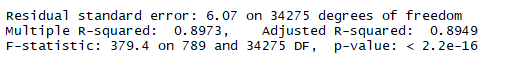 Residual standard error: 6.07 on 34275 degrees of freedom
Multiple R-squared:  0.8973,    Adjusted R-squared:  0.8949
F-statistic: 379.4 on 789 and 34275 DF,  p-value: < 2.2e-16